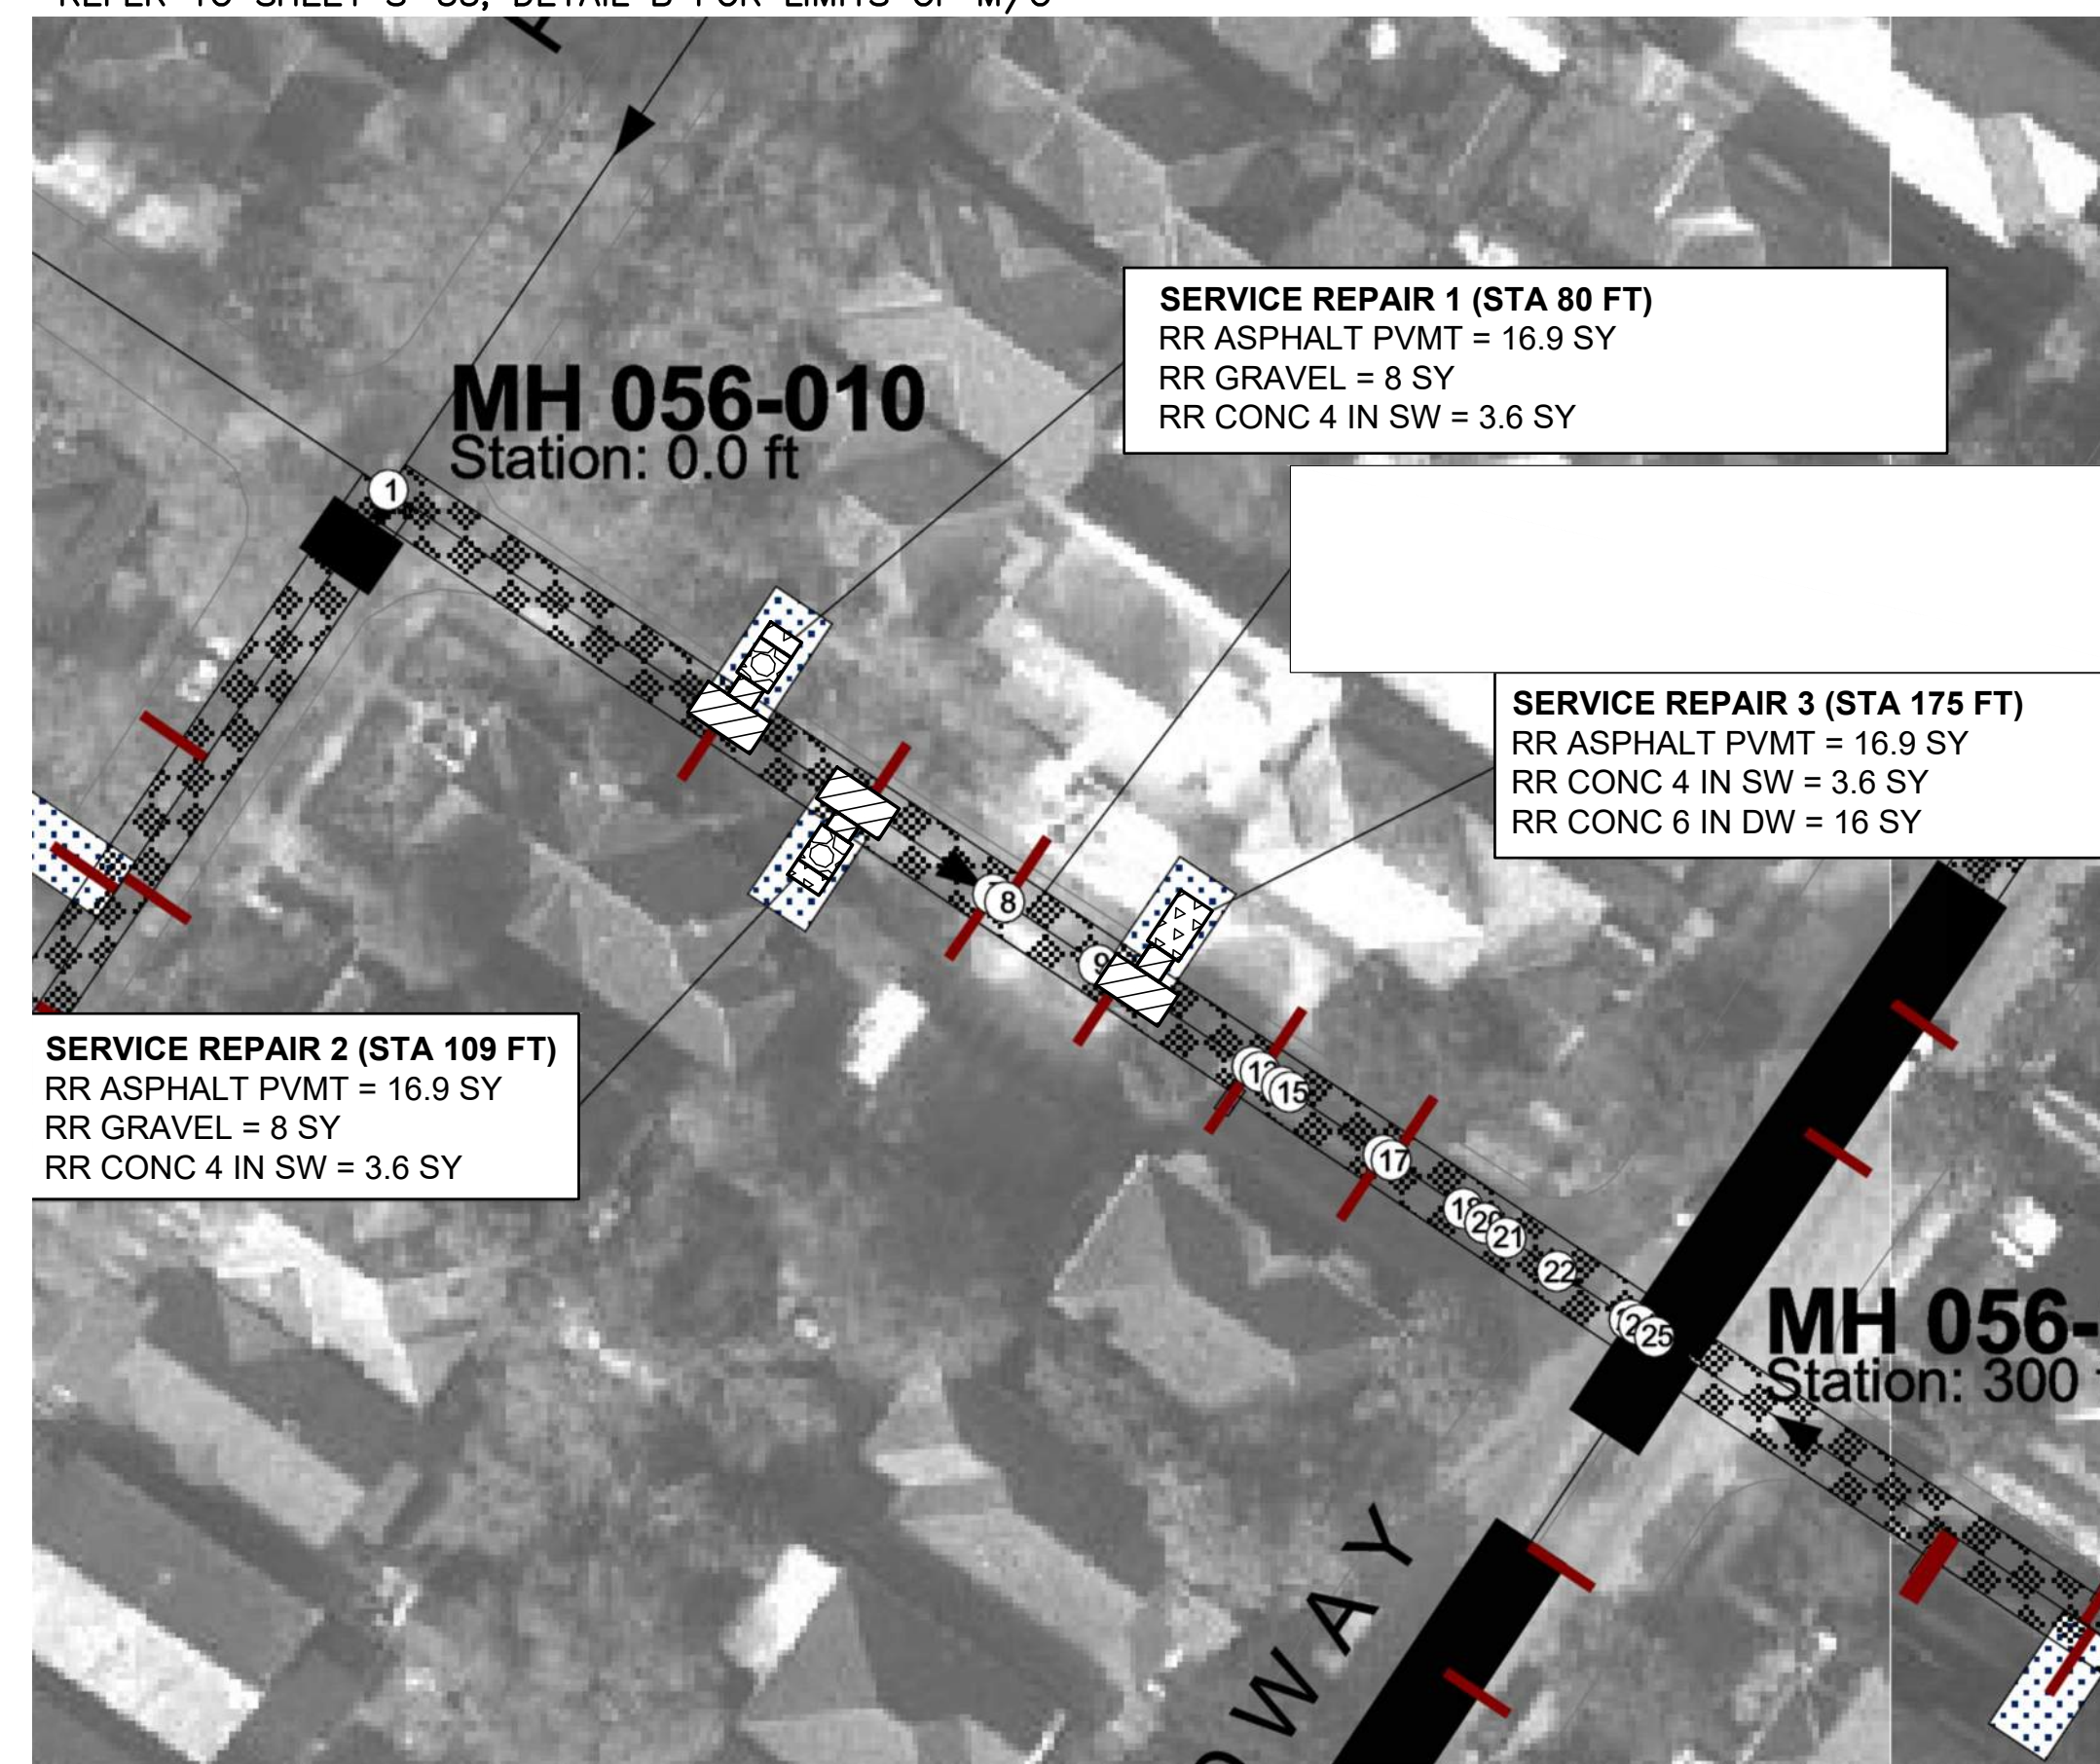 SERVICE REPAIR 1 (STA 80 FT)
RR ASPHALT PVMT = 16.9 SY
RR GRAVEL = 8 SY
RR CONC 4 IN SW = 3.6 SY
MH 056-010
Station: 0.0 ft
1
SERVICE REPAIR 3 (STA 175 FT)
RR ASPHALT PVMT = 16.9 SY
RR CONC 4 IN SW = 3.6 SY
RR CONC 6 IN DW = 16 SY
8
9
SERVICE REPAIR 2 (STA 109 FT)
RR ASPHALT PVMT = 16.9 SY
RR GRAVEL = 8 SY
RR CONC 4 IN SW = 3.6 SY
15
17
20
21
22
25
MH 056-
Station: 300
WAY